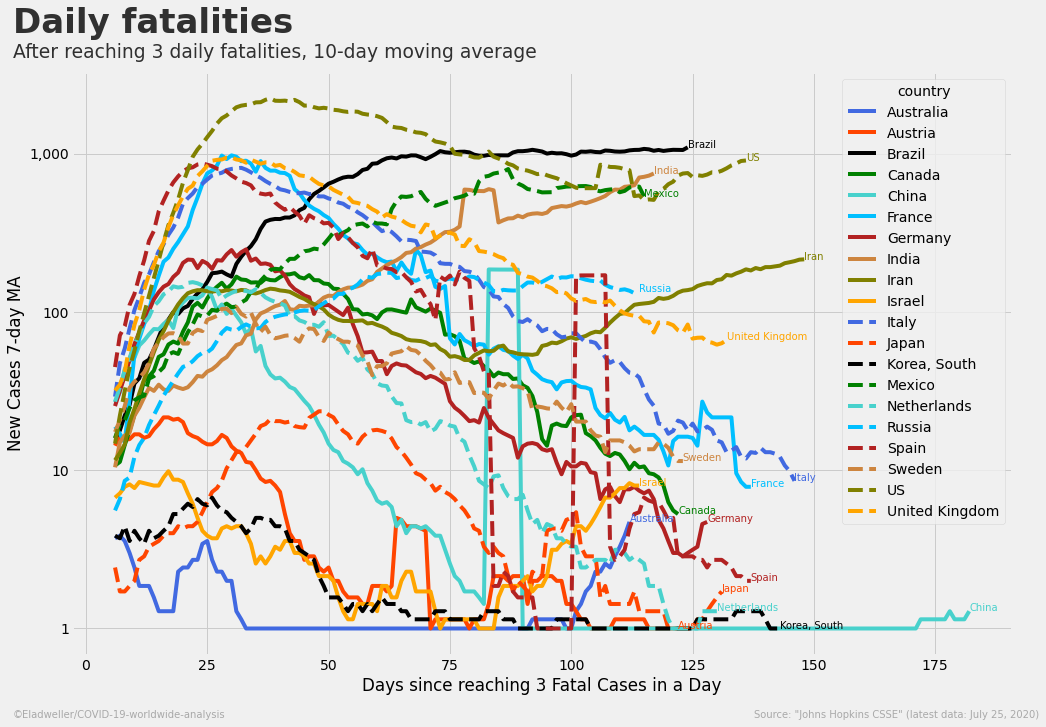 Daily fatalities
After reaching 3 daily fatalities, 10-day moving average
New Cases 7-day MA
1,000
100
10
1
0
25
50
75
100
125
150
175
Days since reaching 3 Fatal Cases in a Day
country
Australia
Austria
Brazil
Canada
China
France
Germany
India
Iran
Israel
Italy
Japan
Korea, South
Mexico
Netherlands
Russia
Spain
Sweden
US
United Kingdom
Brazil
US
India
Mexico
Iran
Russia
United Kingdom
Sweden
Italy
Israel
France
Canada
Australia
Germany
Spain
Japan
Netherlands
China
Austria
Korea, South
©Eladweller/COVID-19-worldwide-analysis
Source: "Johns Hopkins CSSE" (latest data: July 25, 2020)